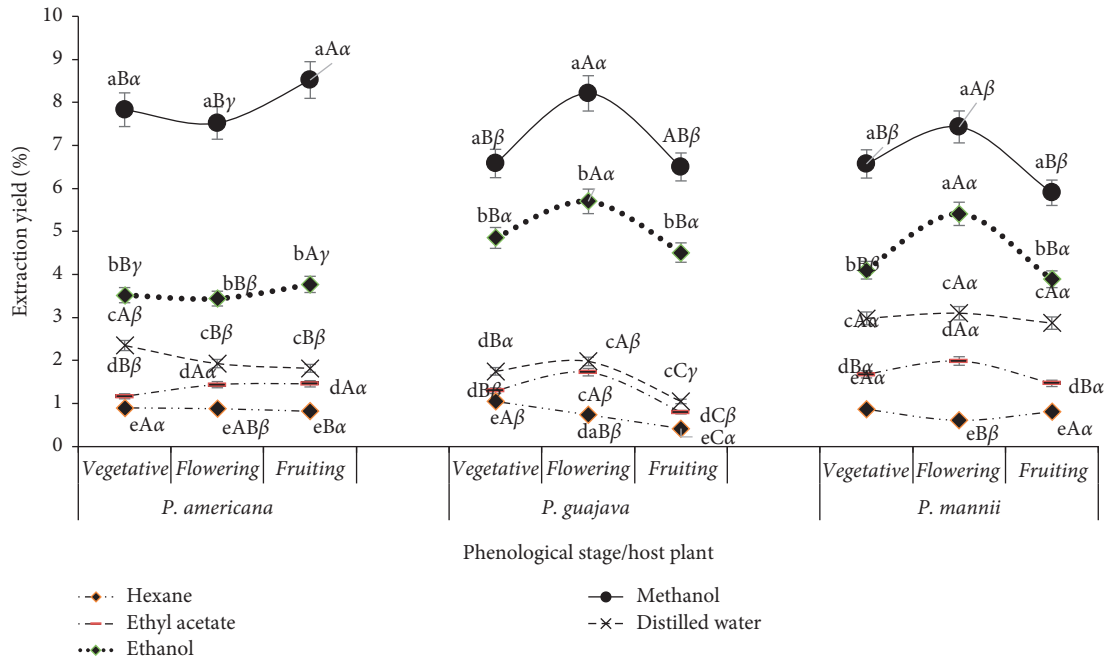 10
9
8
7
6
5
4
3
2
1
0
Extraction yield (%)
aBα
aBγ
aAα
bBγ
bBβ
bAγ
cAβ
cBβ
cBβ
dBβ
dAα
dAα
eAα
eABβ
eBα
aBβ
aAα
ABβ
bBα
bAα
bBα
dBα
cAβ
cCγ
dBβ
cAβ
dCβ
eAβ
daBβ
eCα
aBβ
aAβ
aBβ
bBβ
aAα
bBα
cAα
cAα
cAα
dBα
dAα
dBα
eAα
eBβ
eAα
Vegetative Flowering Fruiting Vegetative Flowering Fruiting Vegetative Flowering Fruiting
P. americana P. guajava P. mannii
Phenological stage/host plant
Hexane
Ethyl acetate
Ethanol
Methanol
Distilled water